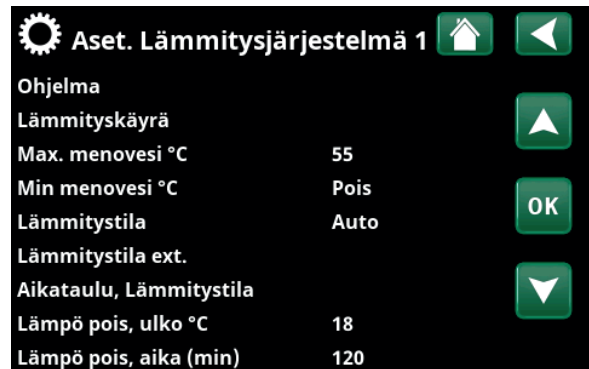 Aset. Lämmitysjärjestelmä 1
Ohjelma
Lämmityskäyrä
Max. menovesi °C 55
Min menovesi °C Pois
Lämmitystila Auto
OK
Lämmitystila ext.
Aikataulu, Lämmitystila
Lämpö pois, ulko °C 18
Lämpö pois, aika (min) 120